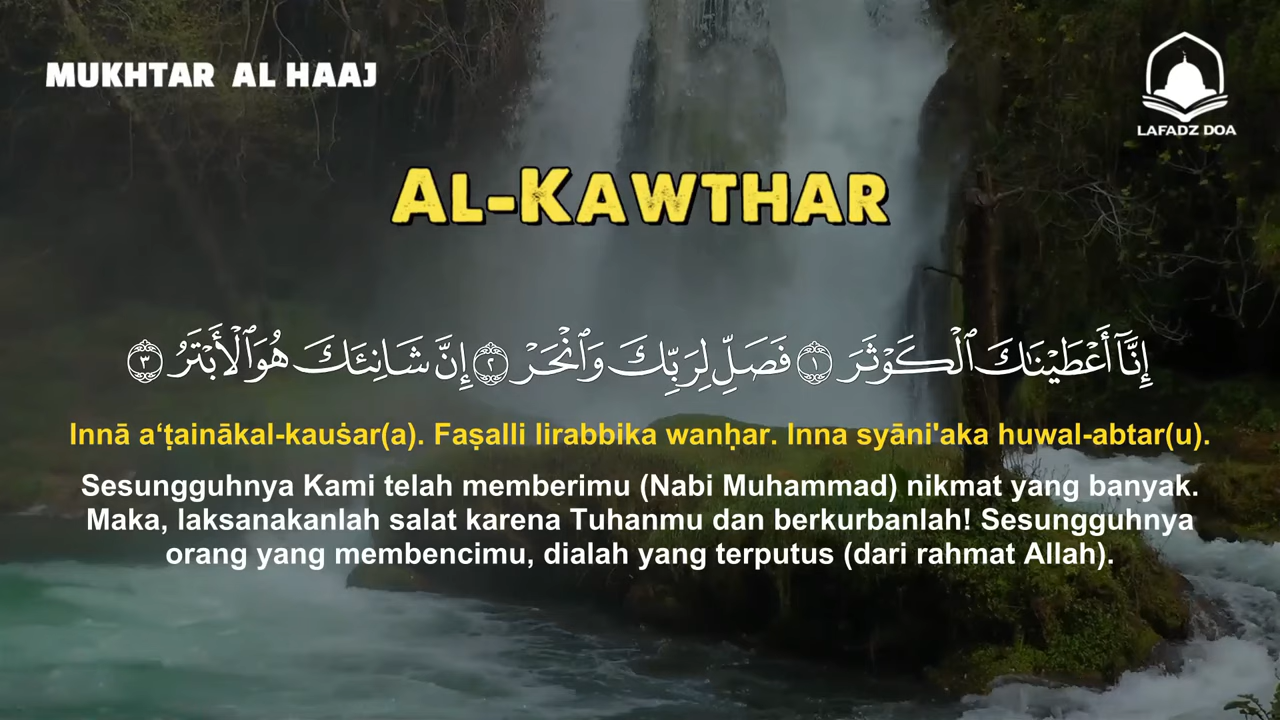 MUKHTAR AL HAAJ
LAFADZ DOA
AL-KAWTHAR
إِنَّآ أَعْطَيْنَٰكَ ٱلْكَوْثَرَ ١ فَصَلِّ لِرَبِّكَ وَٱنْحَرْ ٢ إِنَّ شَانِئَكَ هُوَ ٱلْأَبْتَرُ ٣
Innā a‘ṭainākal-kauṡar(a). Faṣalli lirabbika wanḥar. Inna syāni'aka huwal-abtar(u).
Sesungguhnya Kami telah memberimu (Nabi Muhammad) nikmat yang banyak.
Maka, laksanakanlah salat karena Tuhanmu dan berkurbanlah! Sesungguhnya
orang yang membencimu, dialah yang terputus (dari rahmat Allah).